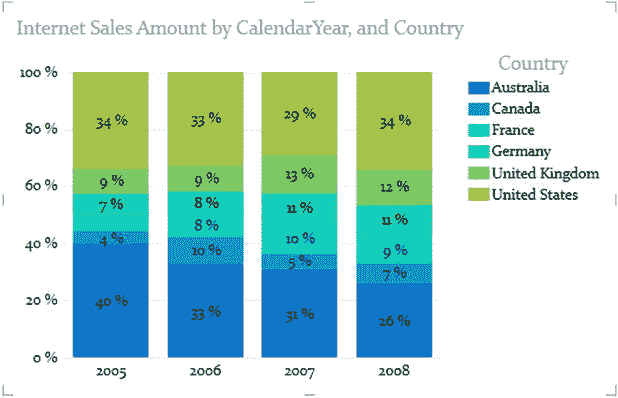 Internet Sales Amount by CalendarYear, and Country
Country
Australia
Canada
France
Germany
United Kingdom
United States
100 %
80 %
60 %
40 %
20 %
0 %
34 % 33 % 29 % 34 %
9 % 9 % 13 % 12 %
7 % 8 % 11 % 11 %
8 % 10 % 9 %
4 % 10 % 5 % 7 %
40 % 33 % 31 % 26 %
2005 2006 2007 2008